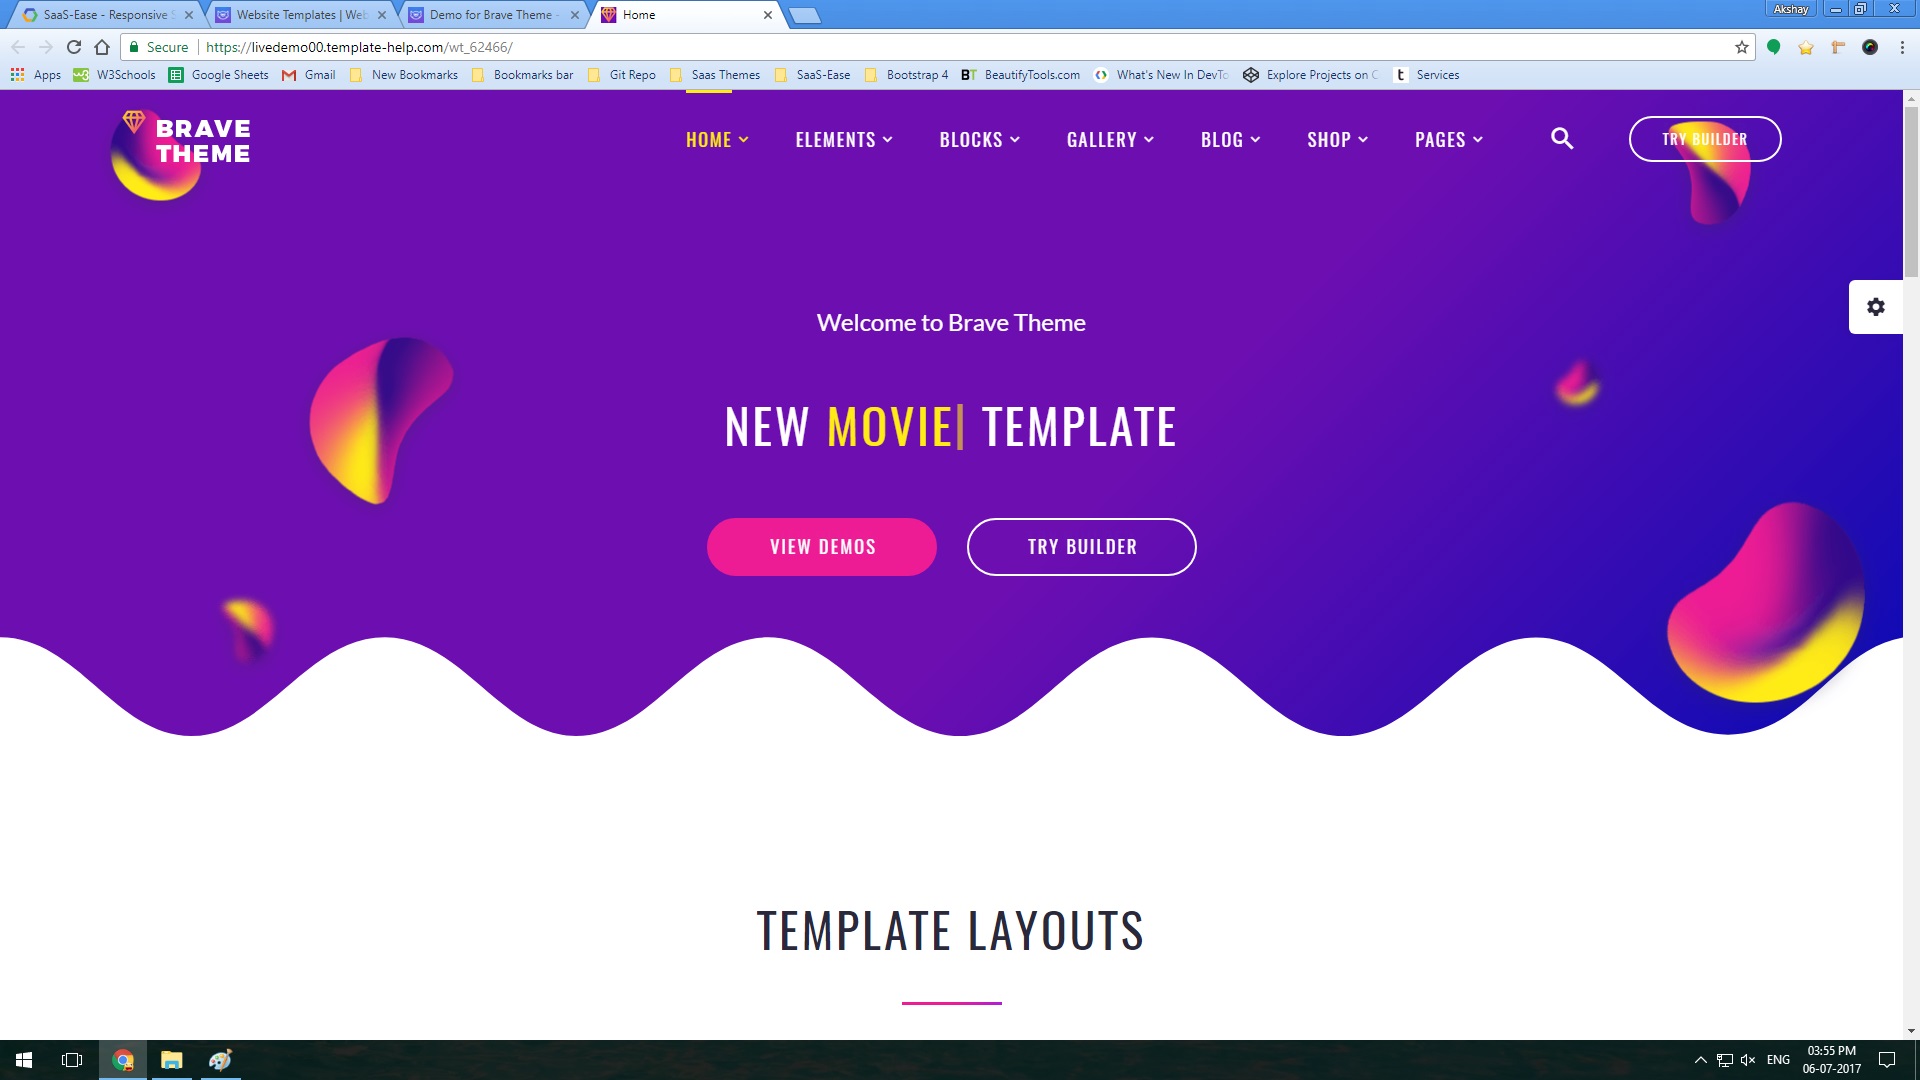 SaaS-Ease - Responsive S
Website Templates | Web
Demo for Brave Theme -
Home
Akshay
Secure
https://livedemo00.template-help.com/wt_62466/
Apps
W3Schools
Google Sheets
Gmail
New Bookmarks
Bookmarks bar
Git Repo
Saas Themes
SaaS-Ease
Bootstrap 4
BT BeautifyTools.com
What's New In DevTo
Explore Projects on C
t Services
BRAVE
THEME
HOME
ELEMENTS
BLOCKS
GALLERY
BLOG
SHOP
PAGES
TRY BUILDER
Welcome to Brave Theme
NEW MOVIE| TEMPLATE
VIEW DEMOS
TRY BUILDER
TEMPLATE LAYOUTS
ENG
03:55 PM
06-07-2017